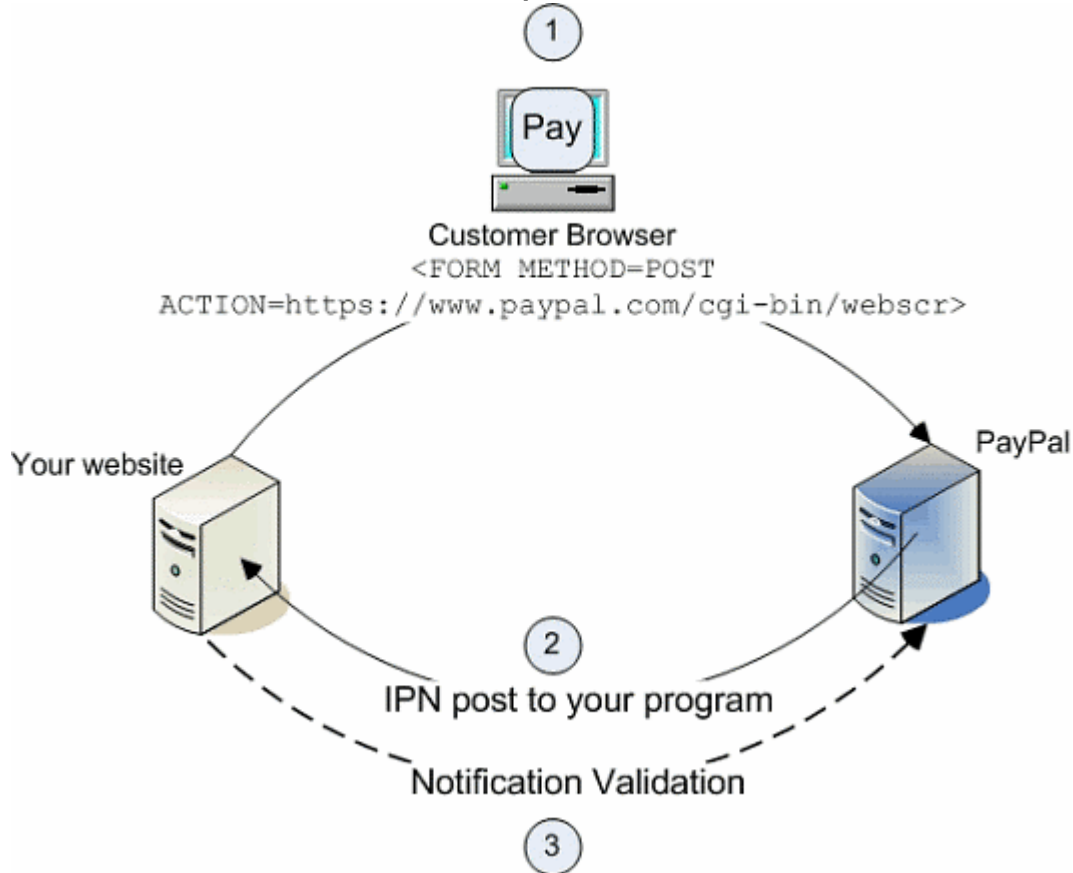 1
Pay
Customer Browser
<FORM METHOD=POST
ACTION=https://www.paypal.com/cgi-bin/webscr>
Your website
PayPal
2
IPN post to your program
Notification Validation
3